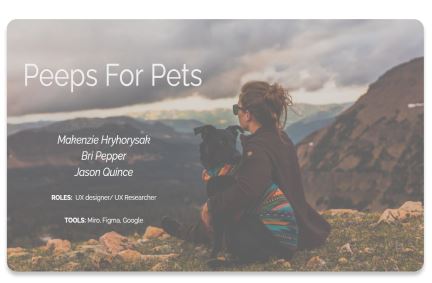 Peeps For Pets
Makenzie Hryhorysak
Bri Pepper
Jason Quince
ROLES: UX designer/ UX Researcher
TOOLS: Miro, Figma, Google